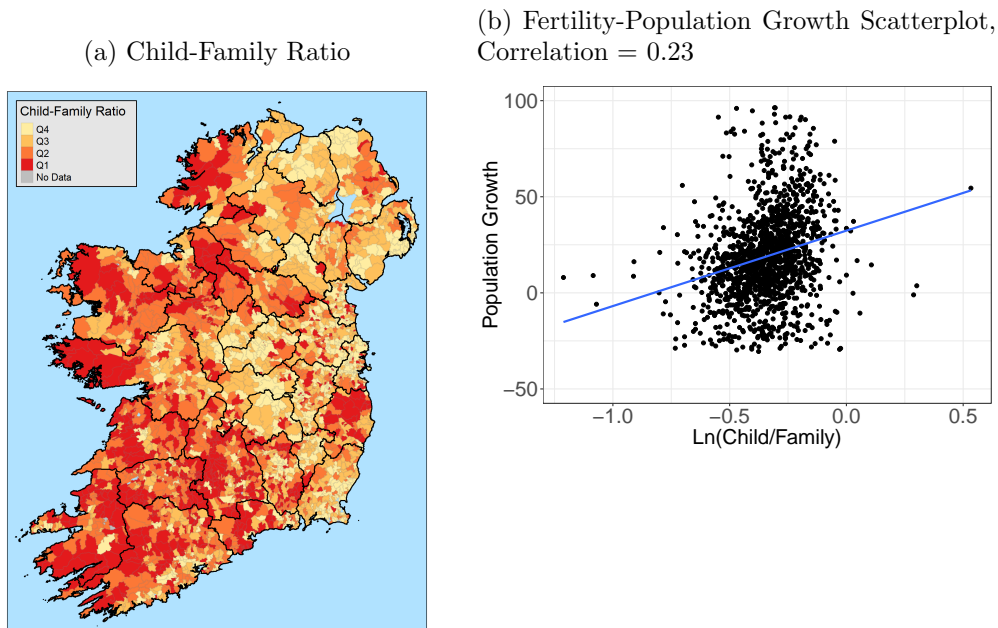 (a) Child-Family Ratio
Child-Family Ratio
Q4
Q3
Q2
Q1
No Data
(b) Fertility-Population Growth Scatterplot,
Correlation = 0.23
Population Growth
100
50
0
−50
−1.0
−0.5
0.0
0.5
Ln(Child/Family)